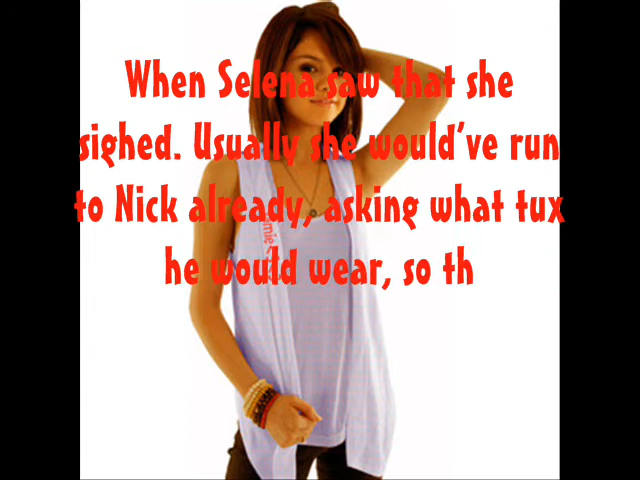 When Selena saw that she
sighed. Usually she would've run
to Nick already, asking what tux
he would wear, so th